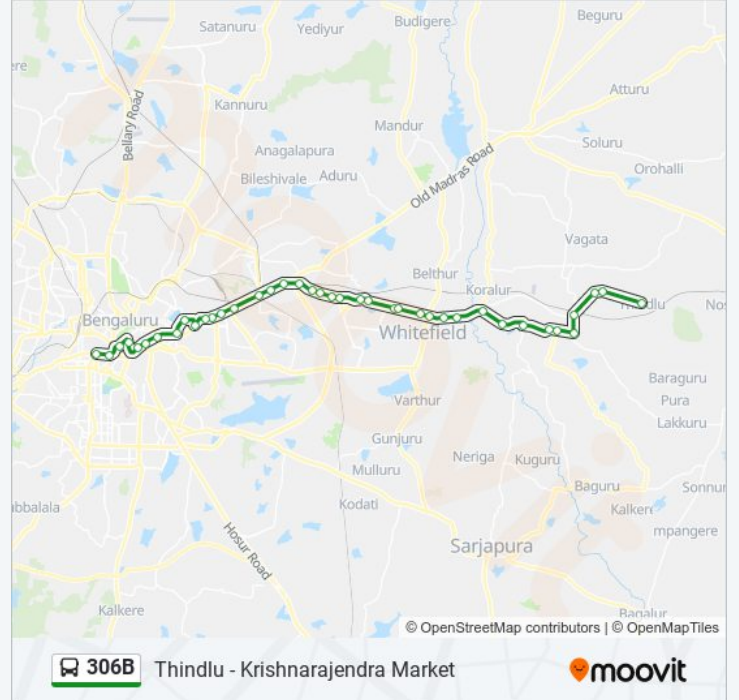 Satanuru
Yediyur
Budigere
Beguru
ere
Bellary Road
Kannuru
Atturu
Mandur
Soluru
Anagalapura
Old Madras Road
Orohalli
Bileshivale
Aduru
Vagata
Belthur
Koralur
Nos
Bengaluru
Whitefield
Baraguru
Varthur
Pura
Lakkuru
Gunjuru
Neriga
Kuguru
Mulluru
Baguru
Sonnur
abbalala
Kodati
Kalkere
mpangere
Hosur Road
Sarjapura
Kalkere
Bagalur
© OpenStreetMap contributors | © OpenMapTiles
306B
Thindlu - Krishnarajendra Market
moovit